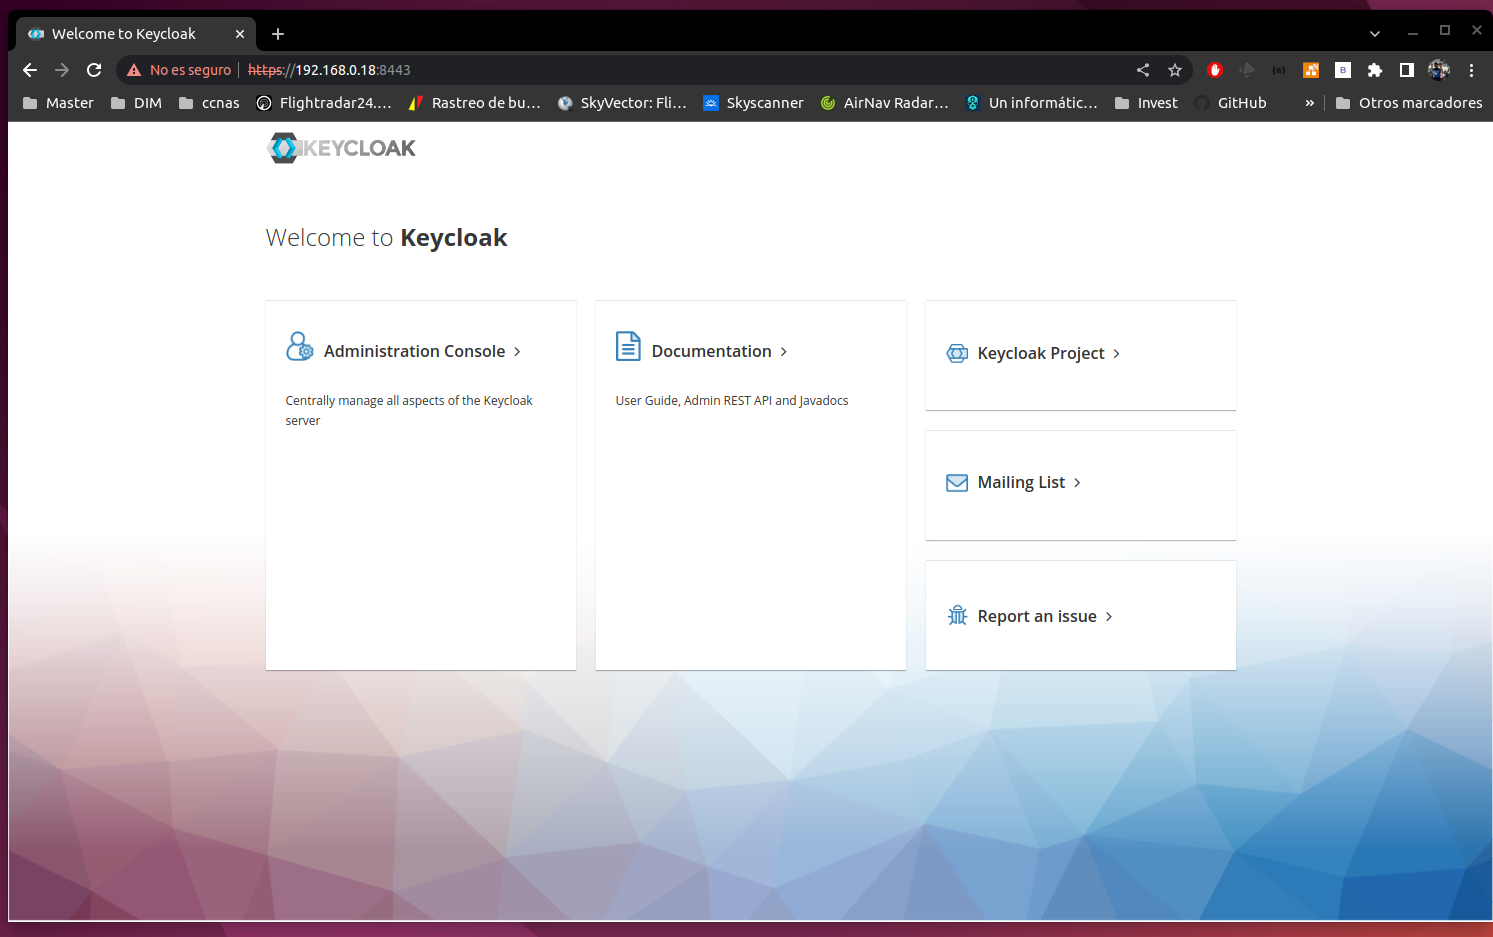 Welcome to Keycloak
No es seguro https://192.168.0.18:8443
Master DIM ccnas Flightradar24.... Rastreo de bu... SkyVector: Fli... Skyscanner AirNav Radar... Un informátic... Invest GitHub » Otros marcadores
KEYCLOAK
Welcome to Keycloak
Administration Console
Centrally manage all aspects of the Keycloak
server
Documentation
User Guide, Admin REST API and Javadocs
Keycloak Project
Mailing List
Report an issue